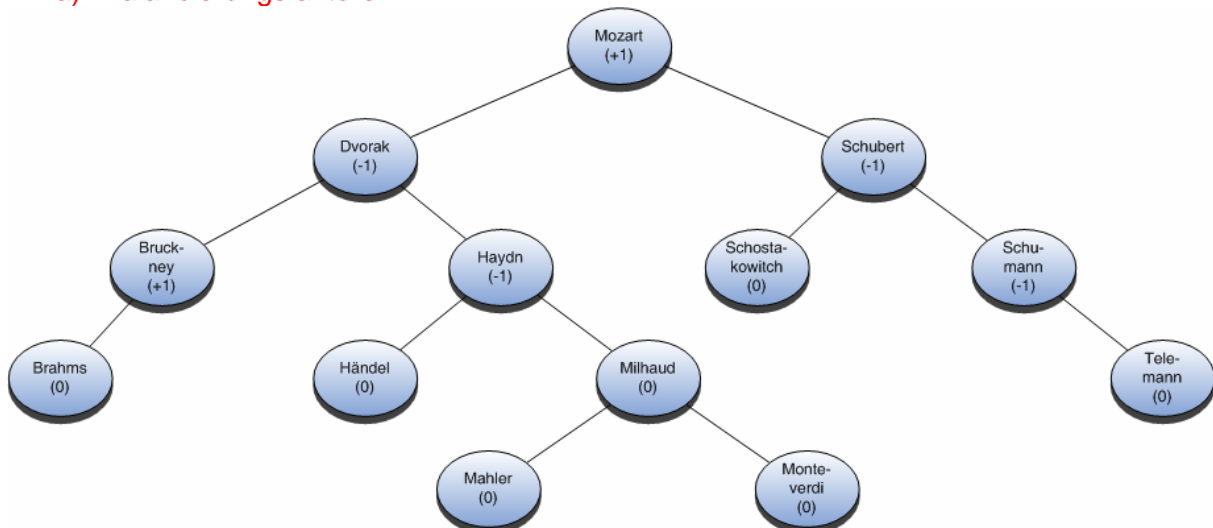 Mozart
(+1)
Dvorak
(-1)
Schubert
(-1)
Bruck-
ney
(+1)
Haydn
(-1)
Schosta-
kowitch
(0)
Schu-
mann
(-1)
Brahms
(0)
Händel
(0)
Milhaud
(0)
Tele-
mann
(0)
Mahler
(0)
Monte-
verdi
(0)